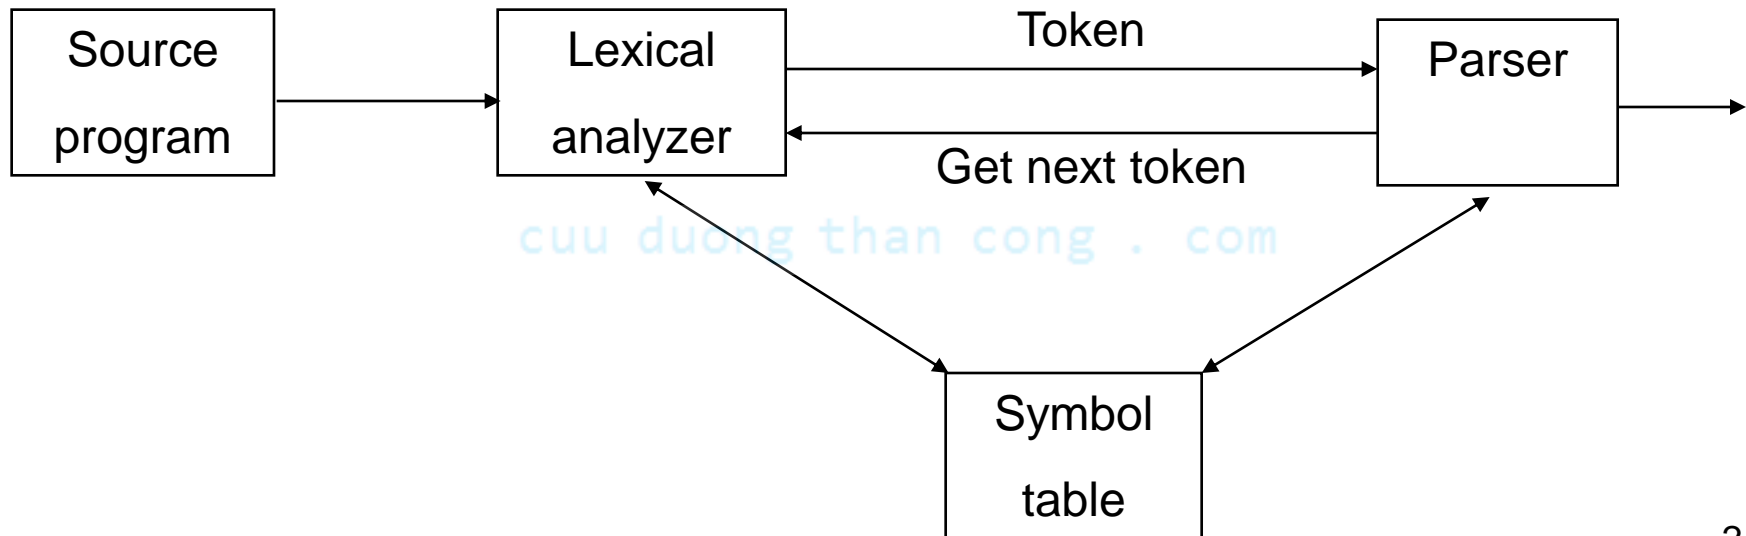 Source
program
Lexical
analyzer
Token
Get next token
Parser
cuu duong than cong . com
Symbol
table